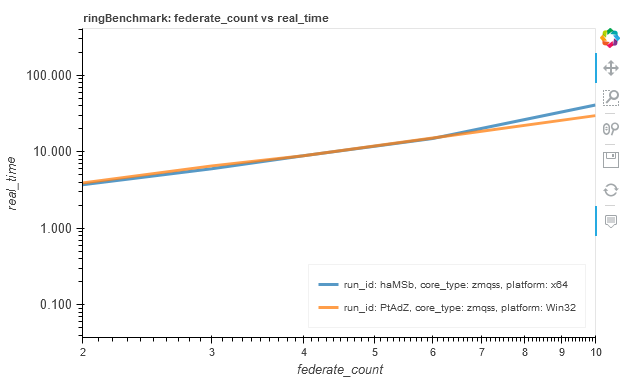 ringBenchmark: federate_count vs real_time
100.000
10.000
1.000
0.100
real_time
run_id: haMSb, core_type: zmqss, platform: x64
run_id: PtAdZ, core_type: zmqss, platform: Win32
2 3 4 5 6 7 8 9 10
federate_count